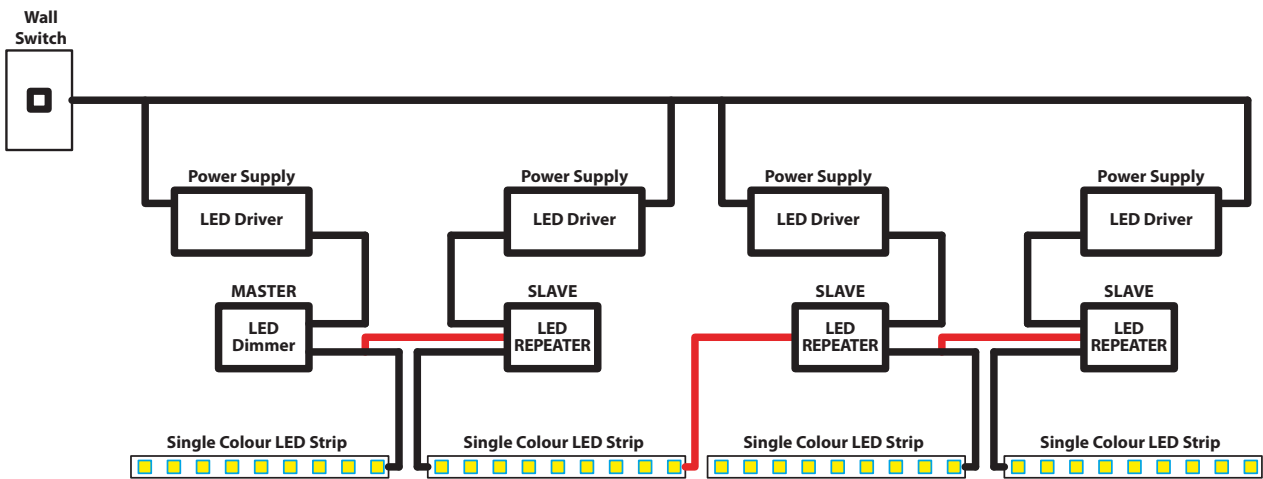 Wall
Switch
Power Supply
Power Supply
Power Supply
Power Supply
LED Driver
LED Driver
LED Driver
LED Driver
MASTER
SLAVE
SLAVE
SLAVE
LED
Dimmer
LED
REPEATER
LED
REPEATER
LED
REPEATER
Single Colour LED Strip
Single Colour LED Strip
Single Colour LED Strip
Single Colour LED Strip